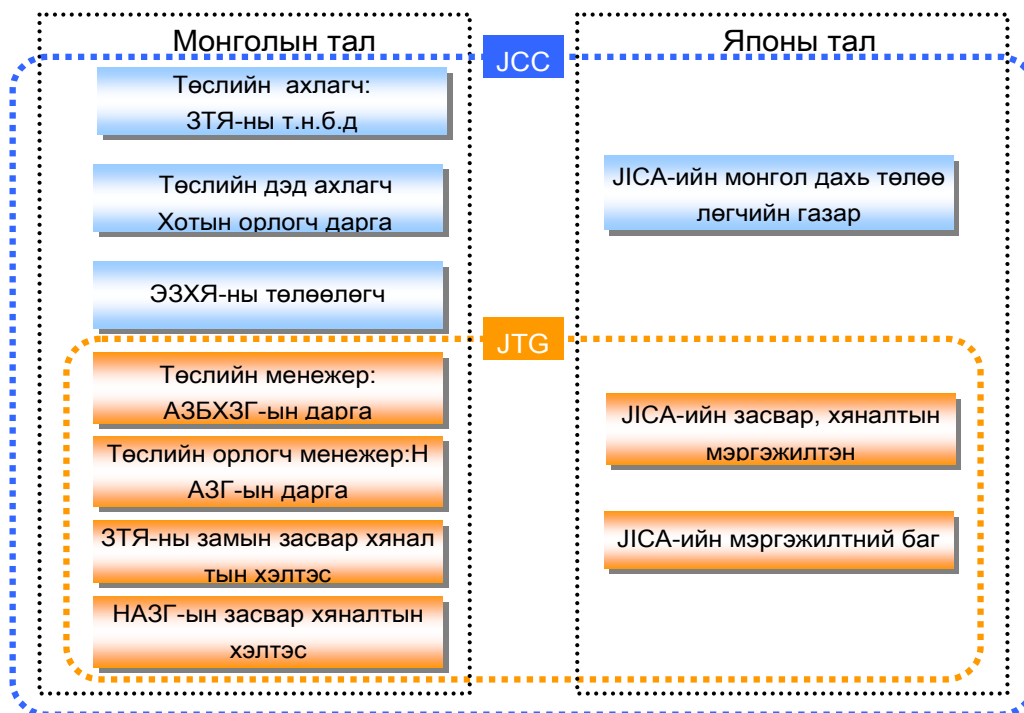 Монголын тал
JCC
Японы тал
Төслийн ахлагч:
ЗТЯ-ны т.н.б.д
Төслийн дэд ахлагч
Хотын орлогч дарга
ЭЗХЯ-ны төлөөлөгч
JICA-ийн монгол дахь төлөө
лөгчийн газар
JTG
Төслийн менежер:
АЗБХЗГ-ын дарга
Төслийн орлогч менежер:Н
АЗГ-ын дарга
ЗТЯ-ны замын засвар хянал
тын хэлтэс
НАЗГ-ын засвар хяналтын
хэлтэс
JICA-ийн засвар, хяналтын
мэргэжилтэн
JICA-ийн мэргэжилтний баг